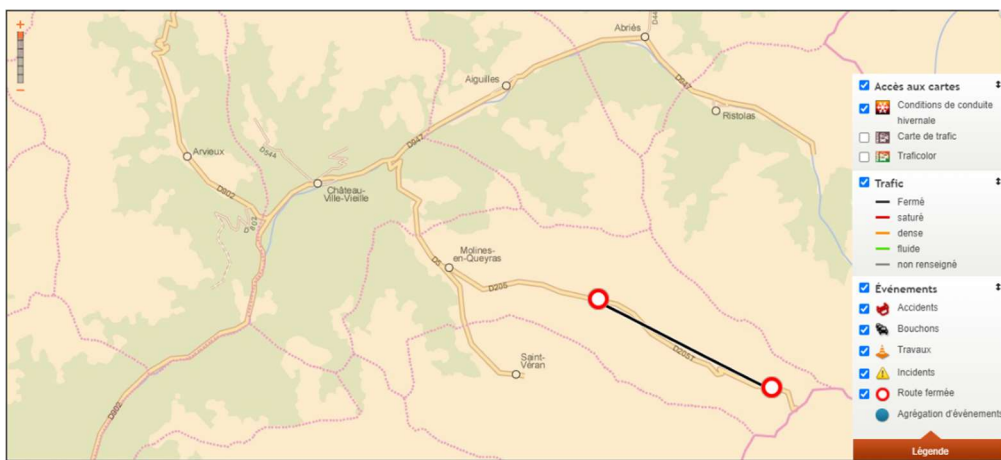 +
Abriès
D947
Aiguilles
Ristolas
Arvieux
D947
D902
Château-
Ville-Vieille
Molines-
en-Queyras
D5
D205
D205T
Saint-
Véran
D902
−
Accès aux cartes
Conditions de conduite
hivernale
Carte de trafic
Traficolor
Trafic
Fermé
saturé
dense
fluide
non renseigné
Événements
Accidents
Bouchons
Travaux
Incidents
Route fermée
Agrégation d'événements
Légende